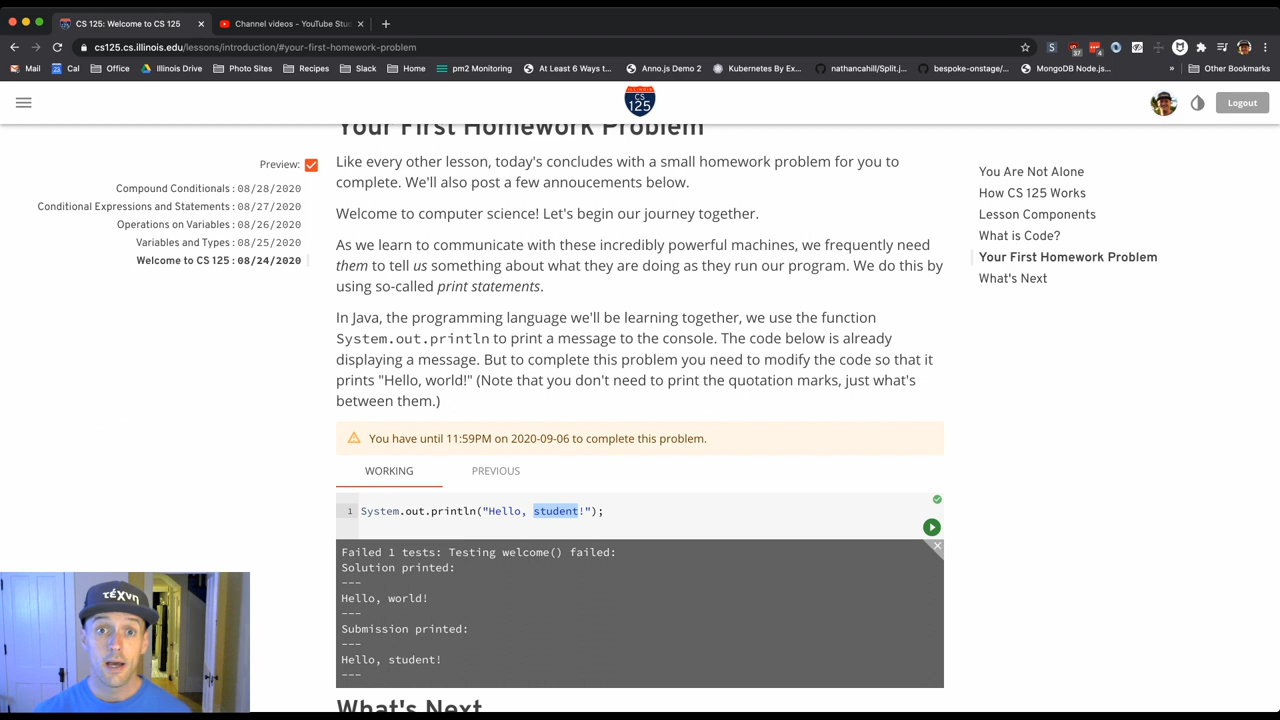 CS 125: Welcome to CS 125
Channel videos - YouTube Stu
cs125.cs.illinois.edu/lessons/introduction/#your-first-homework-problem
Mail Cal Office Illinois Drive Photo Sites Recipes Slack Home pm2 Monitoring At Least 6 Ways t... Anno.js Demo 2 Kubernetes By Ex... nathancahill/Split.j... bespoke-onstage/... MongoDB Node.js... » Other Bookmarks
ILLINOIS
CS
125
Logout
Your First Homework Problem
Preview:
Compound Conditionals : 08/28/2020
Conditional Expressions and Statements : 08/27/2020
Operations on Variables : 08/26/2020
Variables and Types : 08/25/2020
Welcome to CS 125 : 08/24/2020
Like every other lesson, today's concludes with a small homework problem for you to
complete. We'll also post a few annoucements below.
Welcome to computer science! Let's begin our journey together.
As we learn to communicate with these incredibly powerful machines, we frequently need
them to tell us something about what they are doing as they run our program. We do this by
using so-called print statements.
In Java, the programming language we'll be learning together, we use the function
System.out.println to print a message to the console. The code below is already
displaying a message. But to complete this problem you need to modify the code so that it
prints "Hello, world!" (Note that you don't need to print the quotation marks, just what's
between them.)
You have until 11:59PM on 2020-09-06 to complete this problem.
WORKING PREVIOUS
1 System.out.println("Hello, student!");
Failed 1 tests: Testing welcome() failed:
Solution printed:
---
Hello, world!
---
Submission printed:
---
Hello, student!
---
What's Next
You Are Not Alone
How CS 125 Works
Lesson Components
What is Code?
Your First Homework Problem
What's Next
τέχνη